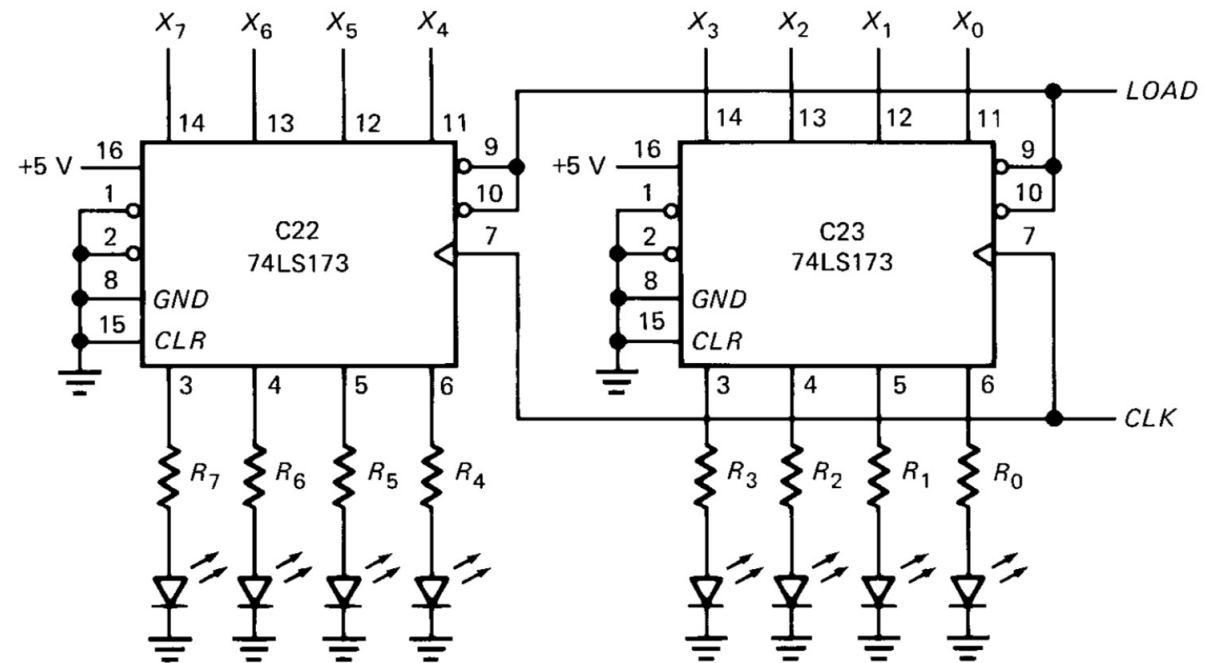 X7 X6 X5 X4 X3 X2 X1 X0
LOAD
14 13 12 11 14 13 12 11
+5 V 16 9 +5 V 16 9
1 10 1 10
C22 C23
2 7 2 7
74LS173 74LS173
8 GND 8 GND
15 CLR 15 CLR
3 4 5 6 3 4 5 6
CLK
R7 R6 R5 R4 R3 R2 R1 R0